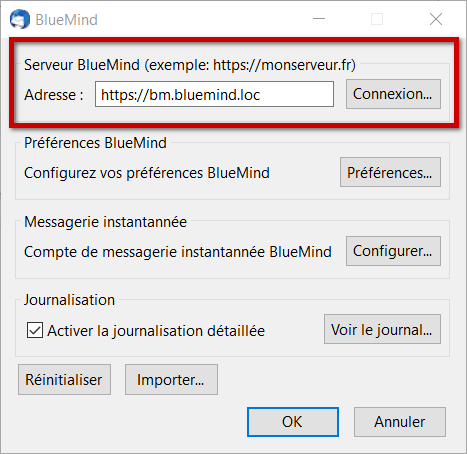 BlueMind
Serveur BlueMind (exemple: https://monserveur.fr)
Adresse : https://bm.bluemind.loc Connexion...
Préférences BlueMind
Configurez vos préférences BlueMind Préférences...
Messagerie instantannée
Compte de messagerie instantannée BlueMind Configurer...
Journalisation
Activer la journalisation détaillée Voir le journal...
Réinitialiser Importer...
OK Annuler